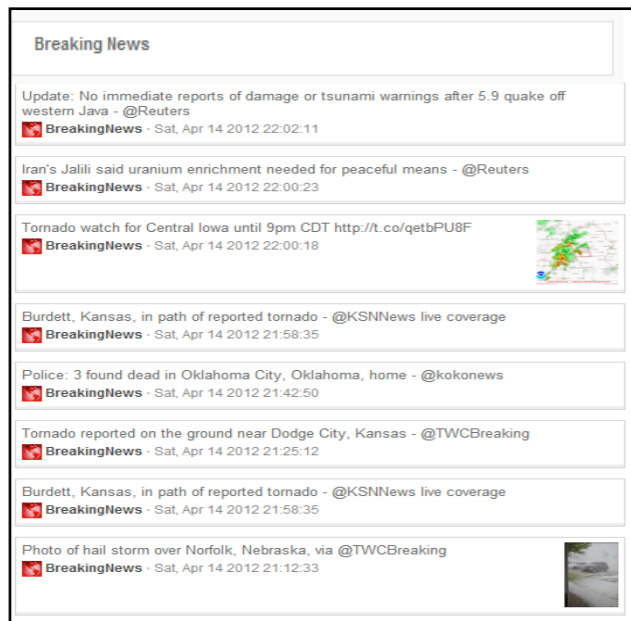 Breaking News
Update: No immediate reports of damage or tsunami warnings after 5.9 quake off
western Java - @Reuters
BreakingNews · Sat, Apr 14 2012 22:02:11
Iran's Jalili said uranium enrichment needed for peaceful means - @Reuters
BreakingNews · Sat, Apr 14 2012 22:00:23
Tornado watch for Central Iowa until 9pm CDT http://t.co/qetbPU8F
BreakingNews · Sat, Apr 14 2012 22:00:18
Burdett, Kansas, in path of reported tornado - @KSNNews live coverage
BreakingNews · Sat, Apr 14 2012 21:58:35
Police: 3 found dead in Oklahoma City, Oklahoma, home - @kokonews
BreakingNews · Sat, Apr 14 2012 21:42:50
Tornado reported on the ground near Dodge City, Kansas - @TWCBreaking
BreakingNews · Sat, Apr 14 2012 21:25:12
Burdett, Kansas, in path of reported tornado - @KSNNews live coverage
BreakingNews · Sat, Apr 14 2012 21:58:35
Photo of hail storm over Norfolk, Nebraska, via @TWCBreaking
BreakingNews · Sat, Apr 14 2012 21:12:33